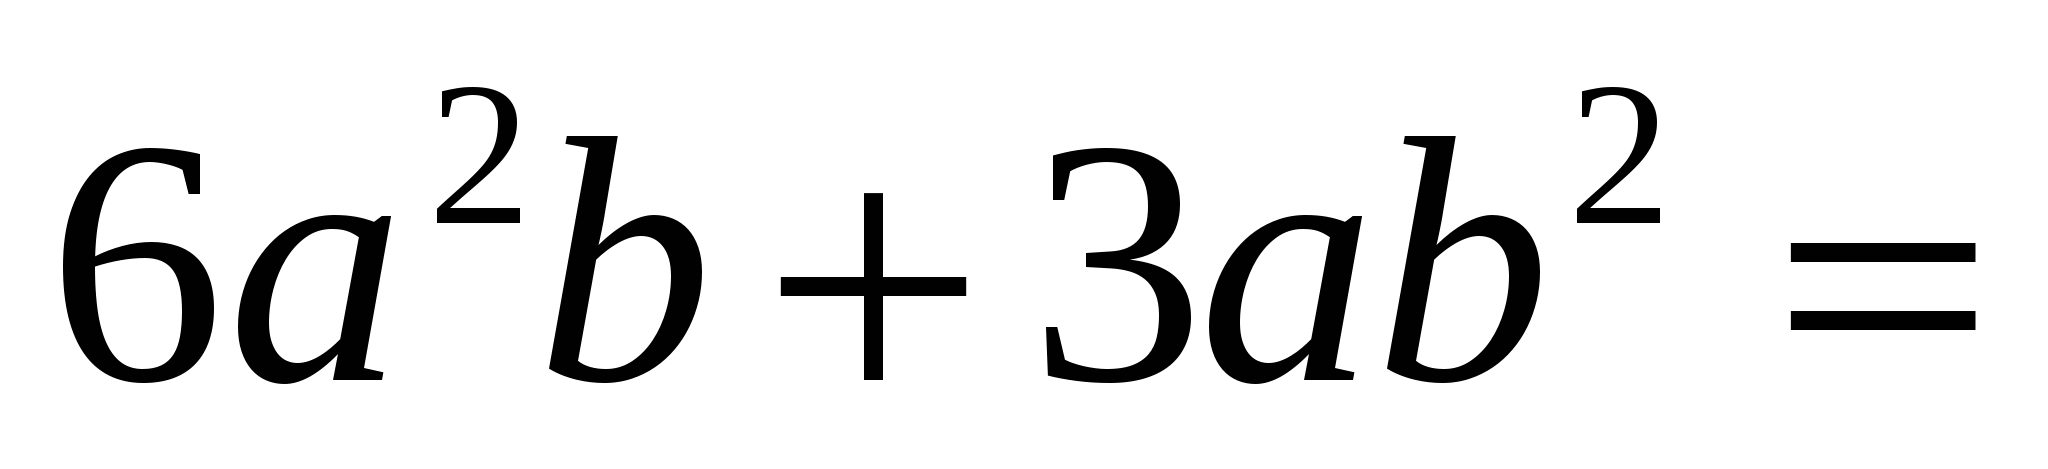 6a²b + 3ab² =